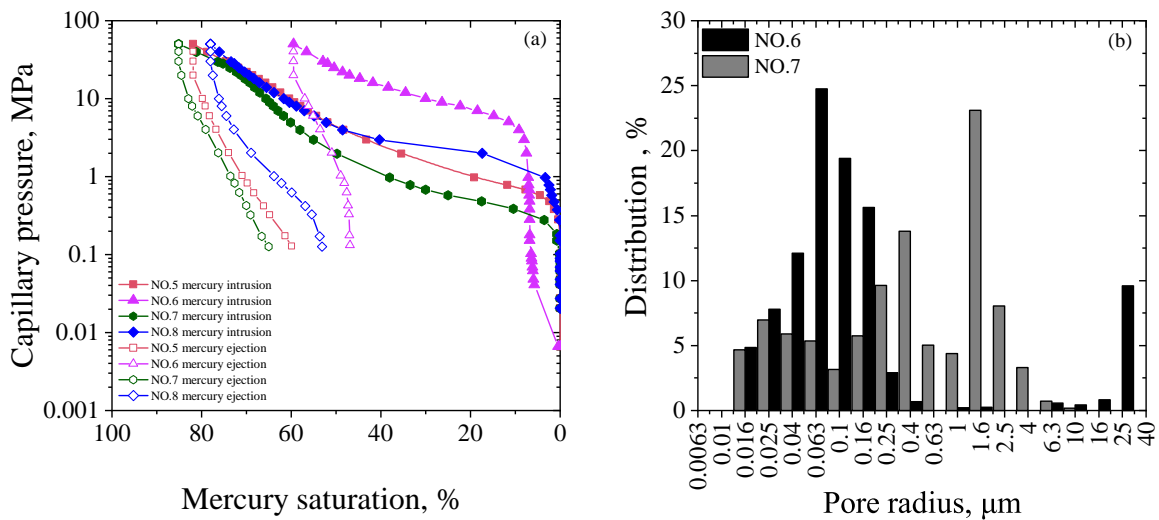 (a)
Capillary pressure, MPa
100
10
1
0.1
0.01
0.001
NO.5 mercury intrusion
NO.6 mercury intrusion
NO.7 mercury intrusion
NO.8 mercury intrusion
NO.5 mercury ejection
NO.6 mercury ejection
NO.7 mercury ejection
NO.8 mercury ejection
100 80 60 40 20 0
Mercury saturation, %
(b)
NO.6
NO.7
Distribution , %
30
25
20
15
10
5
0
0.0063 0.01 0.016 0.025 0.04 0.063 0.1 0.16 0.25 0.4 0.63 1 1.6 2.5 4 6.3 10 16 25 40
Pore radius, μm